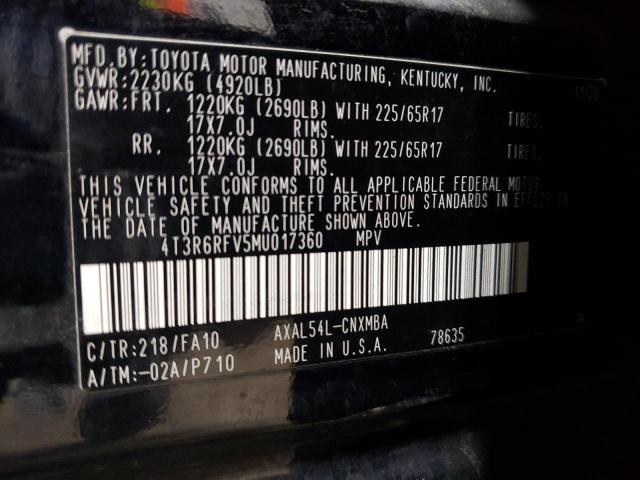 MFD.BY:TOYOTA MOTOR MANUFACTURING, KENTUCKY, INC.
GVWR:2230KG (4920LB) 11/20
GAWR:FRT. 1220KG (2690LB) WITH 225/65R17 TIRES,
17X7.0J RIMS.
RR. 1220KG (2690LB) WITH 225/65R17 TIRES,
17X7.0J RIMS.
THIS VEHICLE CONFORMS TO ALL APPLICABLE FEDERAL MOTOR
VEHICLE SAFETY AND THEFT PREVENTION STANDARDS IN EFFECT ON
THE DATE OF MANUFACTURE SHOWN ABOVE.
4T3R6RFV5MU017360 MPV
C/TR:218/FA10 AXAL54L-CNXMBA
A/TM:-02A/P710 MADE IN U.S.A. 78635